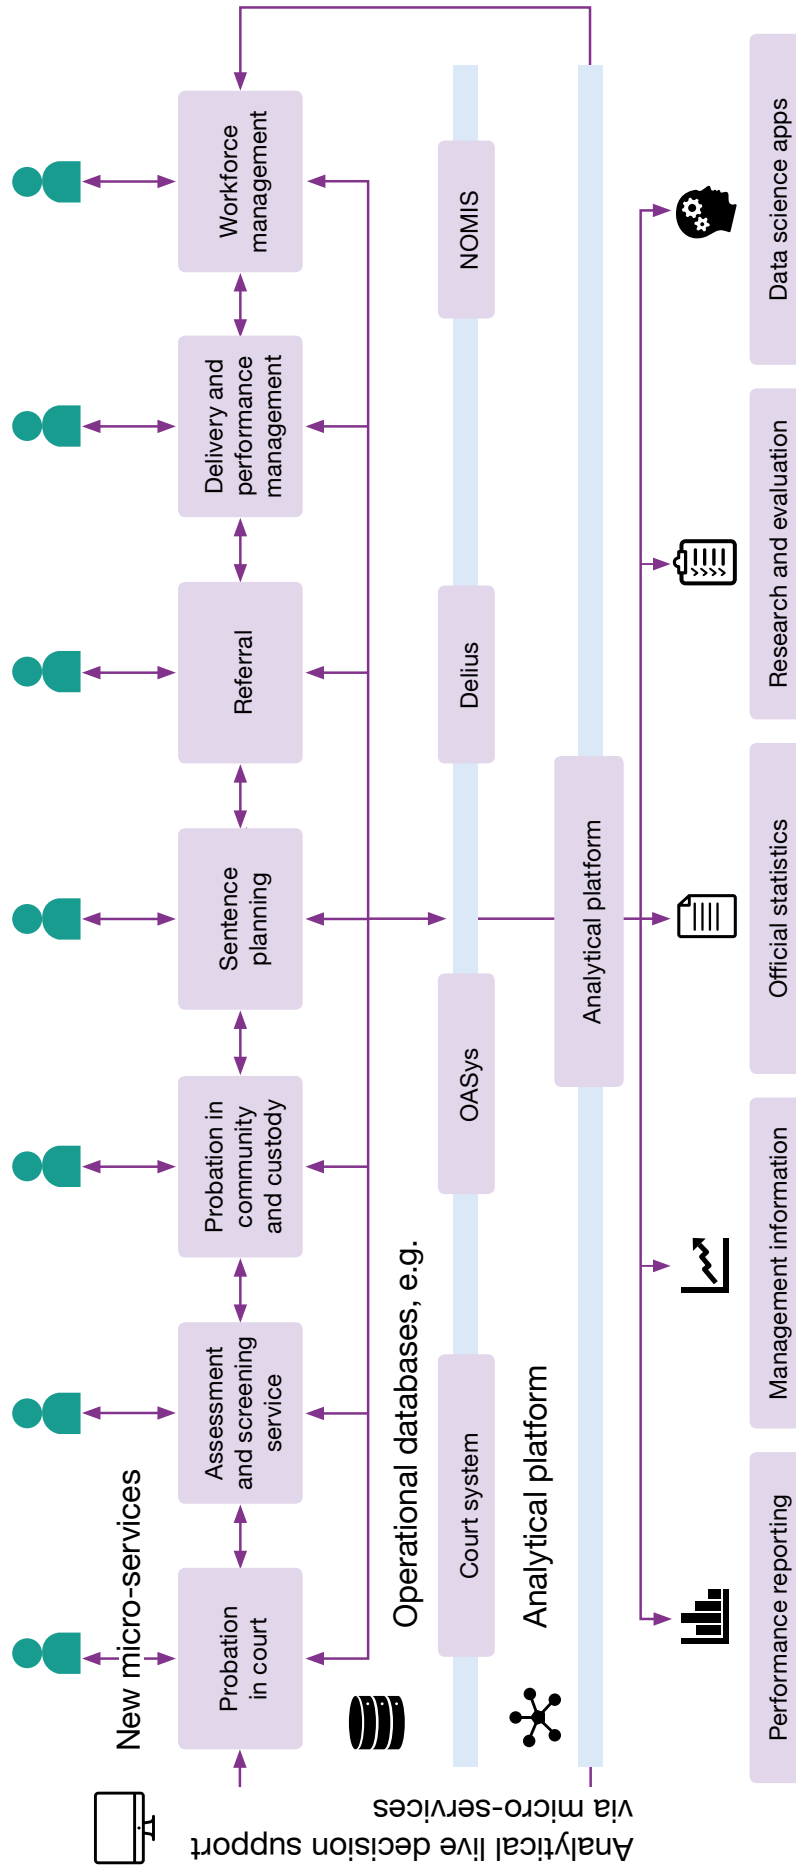 New micro-services
Probation
in court
Assessment
and screening
service
Probation in
community
and custody
Sentence
planning
Referral
Delivery and
performance
management
Workforce
management
Operational databases, e.g.
Court system
OASys
Delius
NOMIS
Analytical platform
Analytical platform
Analytical live decision support
via micro-services
Performance reporting
Management information
Official statistics
Research and evaluation
Data science apps